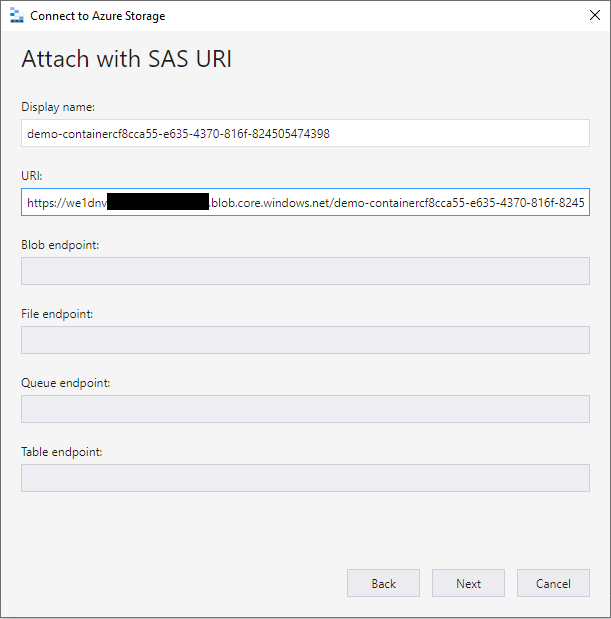 Connect to Azure Storage
Attach with SAS URI
Display name:
demo-containercf8cca55-e635-4370-816f-824505474398
URI:
https://we1dnv .blob.core.windows.net/demo-containercf8cca55-e635-4370-816f-8245
Blob endpoint:
File endpoint:
Queue endpoint:
Table endpoint:
Back Next Cancel